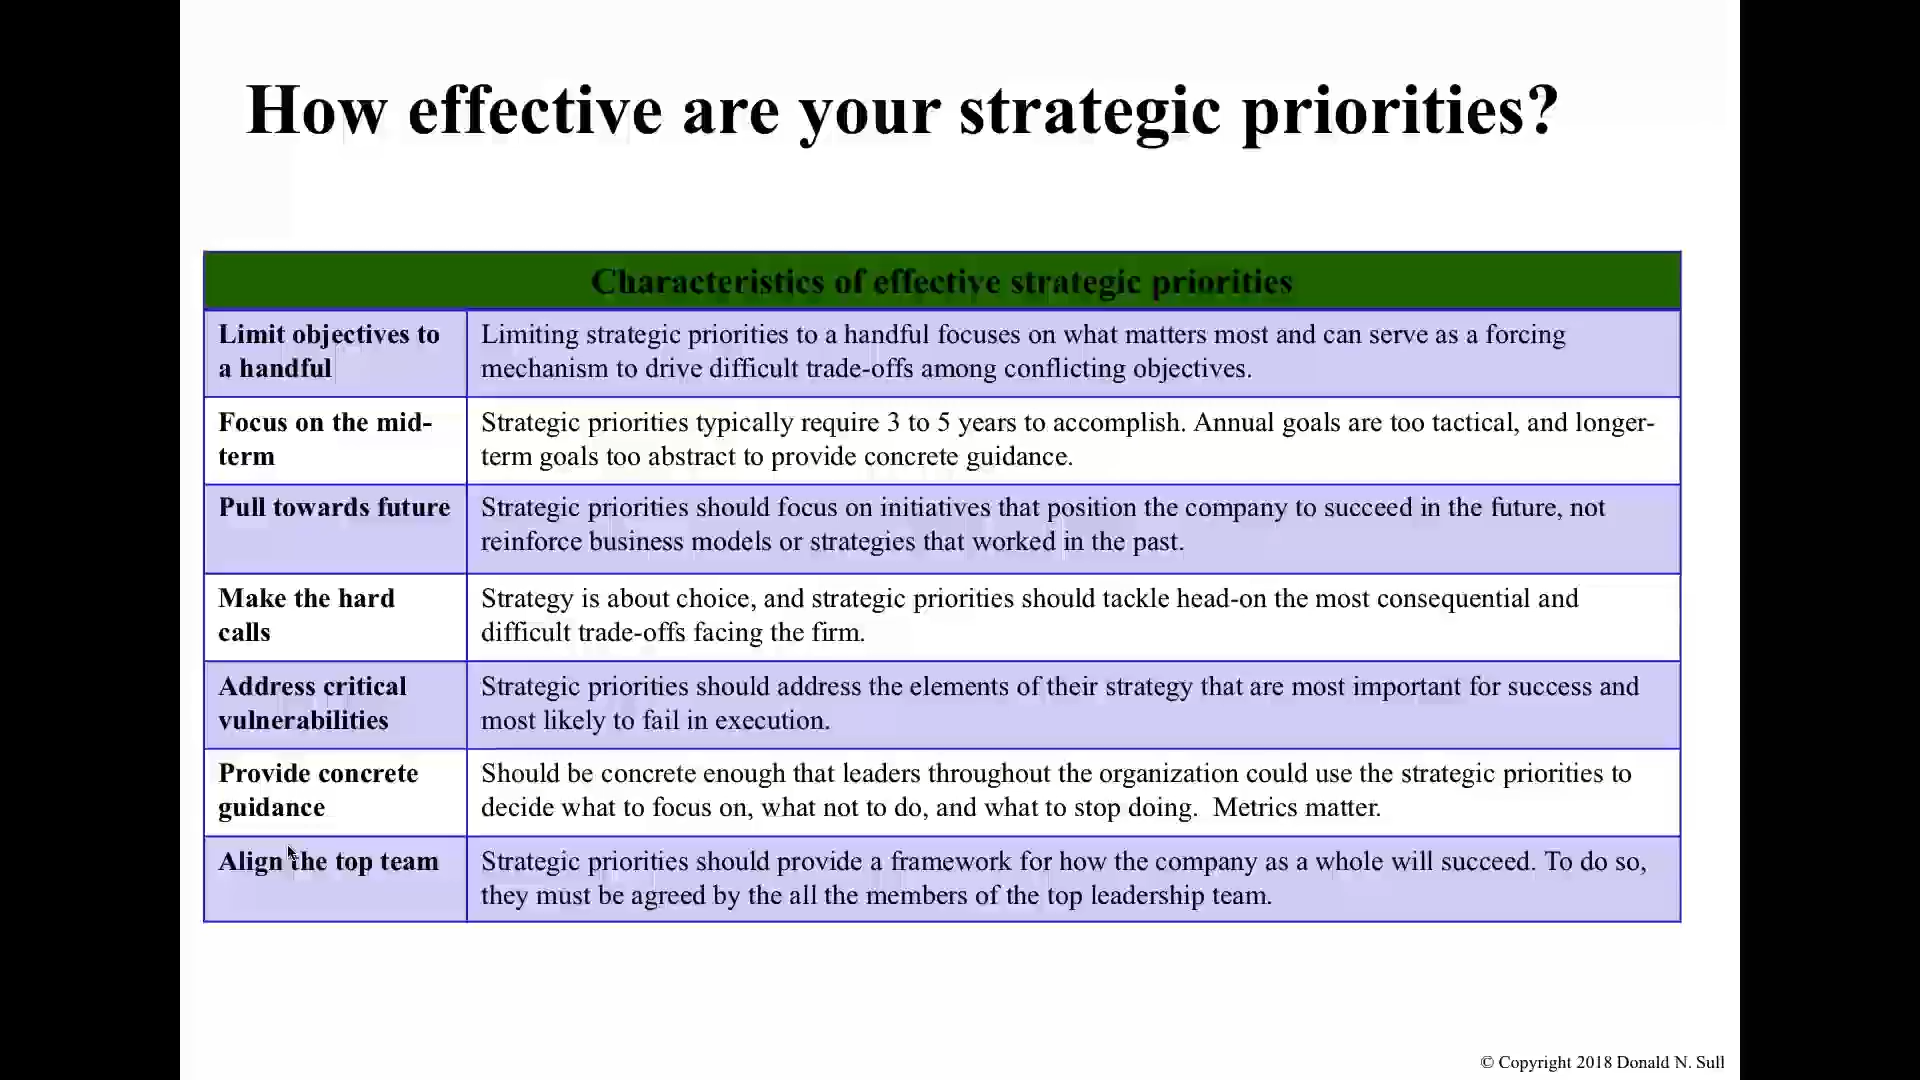 How effective are your strategic priorities?
Characteristics of effective strategic priorities
Limit objectives to
a handful
Limiting strategic priorities to a handful focuses on what matters most and can serve as a forcing
mechanism to drive difficult trade-offs among conflicting objectives.
Focus on the mid-
term
Strategic priorities typically require 3 to 5 years to accomplish. Annual goals are too tactical, and longer-
term goals too abstract to provide concrete guidance.
Pull towards future
Strategic priorities should focus on initiatives that position the company to succeed in the future, not
reinforce business models or strategies that worked in the past.
Make the hard
calls
Strategy is about choice, and strategic priorities should tackle head-on the most consequential and
difficult trade-offs facing the firm.
Address critical
vulnerabilities
Strategic priorities should address the elements of their strategy that are most important for success and
most likely to fail in execution.
Provide concrete
guidance
Should be concrete enough that leaders throughout the organization could use the strategic priorities to
decide what to focus on, what not to do, and what to stop doing.  Metrics matter.
Align the top team
Strategic priorities should provide a framework for how the company as a whole will succeed. To do so,
they must be agreed by the all the members of the top leadership team.
© Copyright 2018 Donald N. Sull